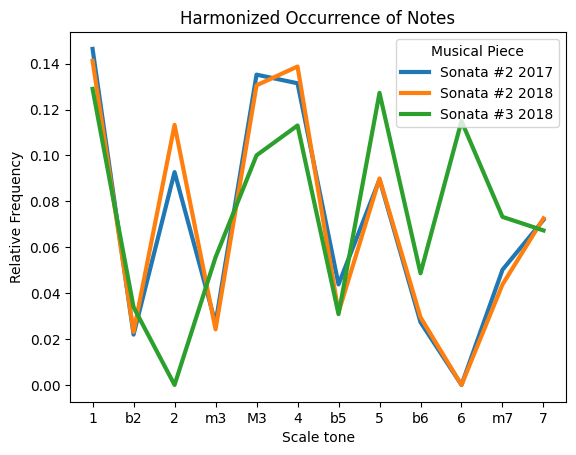 Harmonized Occurrence of Notes
Musical Piece
Sonata #2 2017
Sonata #2 2018
Sonata #3 2018
Relative Frequency
0.14
0.12
0.10
0.08
0.06
0.04
0.02
0.00
1 b2 2 m3 M3 4 b5 5 b6 6 m7 7
Scale tone